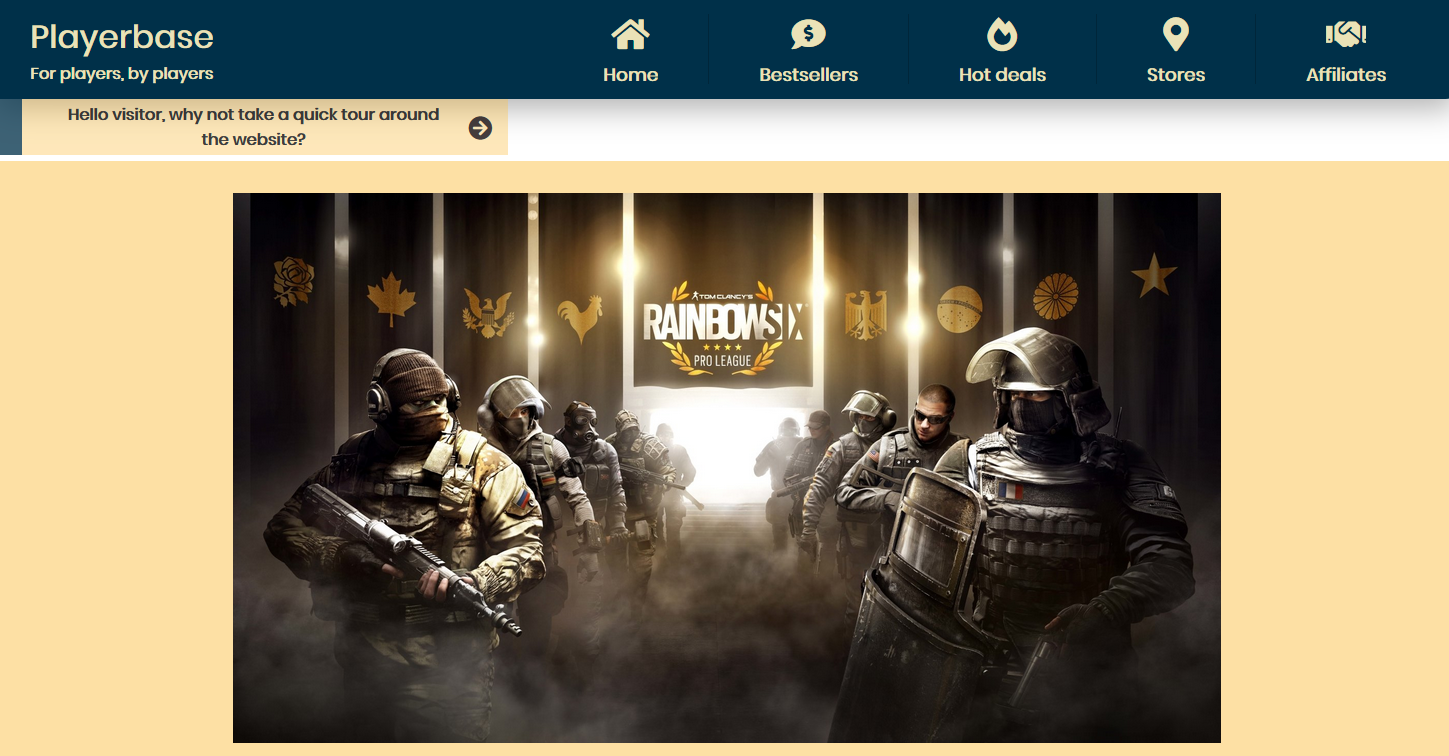 Playerbase
For players, by players
Home
Bestsellers
Hot deals
Stores
Affiliates
Hello visitor, why not take a quick tour around
the website?
TOM CLANCY'S
RAINBOW SIX
PRO LEAGUE